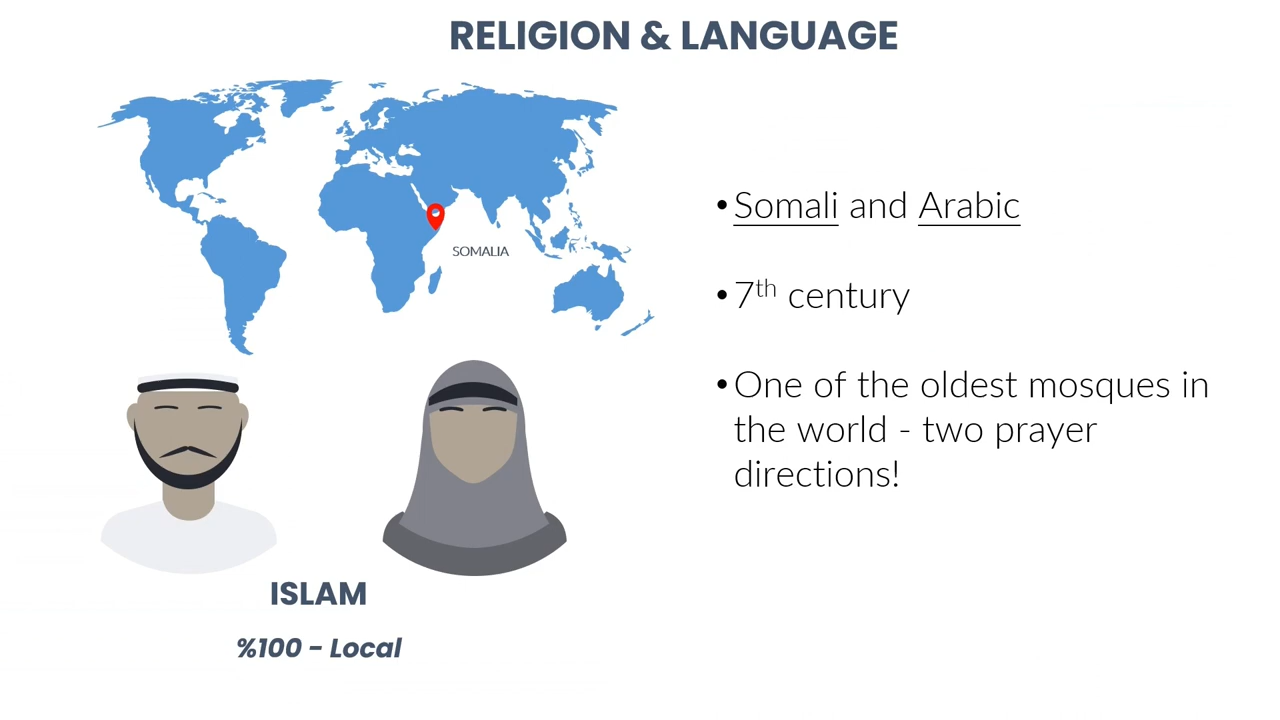 RELIGION & LANGUAGE
SOMALIA
• Somali and Arabic
• 7th century
• One of the oldest mosques in
the world - two prayer
directions!
ISLAM
%100 - Local